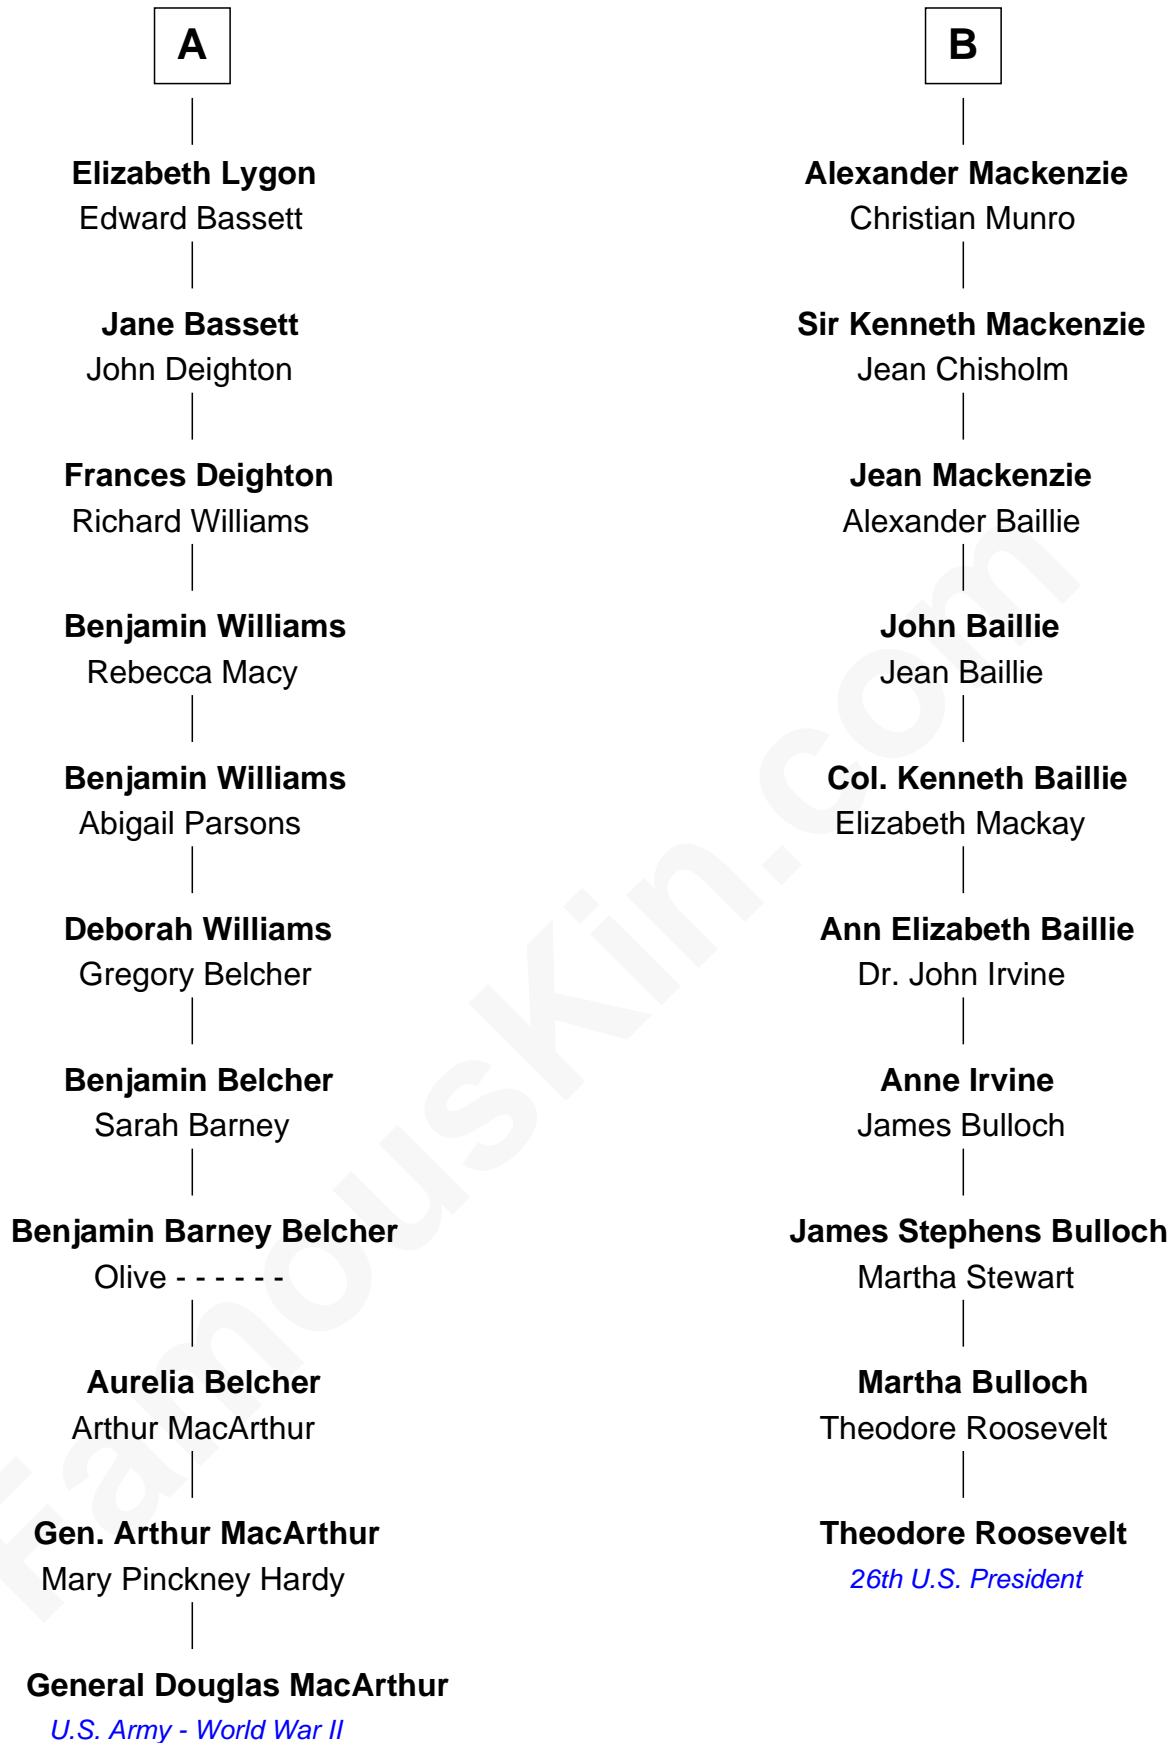 A
Elizabeth Lygon
Edward Bassett
Jane Bassett
John Deighton
Frances Deighton
Richard Williams
Benjamin Williams
Rebecca Macy
Benjamin Williams
Abigail Parsons
Deborah Williams
Gregory Belcher
Benjamin Belcher
Sarah Barney
Benjamin Barney Belcher
Olive - - - - - -
Aurelia Belcher
Arthur MacArthur
Gen. Arthur MacArthur
Mary Pinckney Hardy
General Douglas MacArthur
U.S. Army - World War II
B
Alexander Mackenzie
Christian Munro
Sir Kenneth Mackenzie
Jean Chisholm
Jean Mackenzie
Alexander Baillie
John Baillie
Jean Baillie
Col. Kenneth Baillie
Elizabeth Mackay
Ann Elizabeth Baillie
Dr. John Irvine
Anne Irvine
James Bulloch
James Stephens Bulloch
Martha Stewart
Martha Bulloch
Theodore Roosevelt
Theodore Roosevelt
26th U.S. President
FamousKin.com